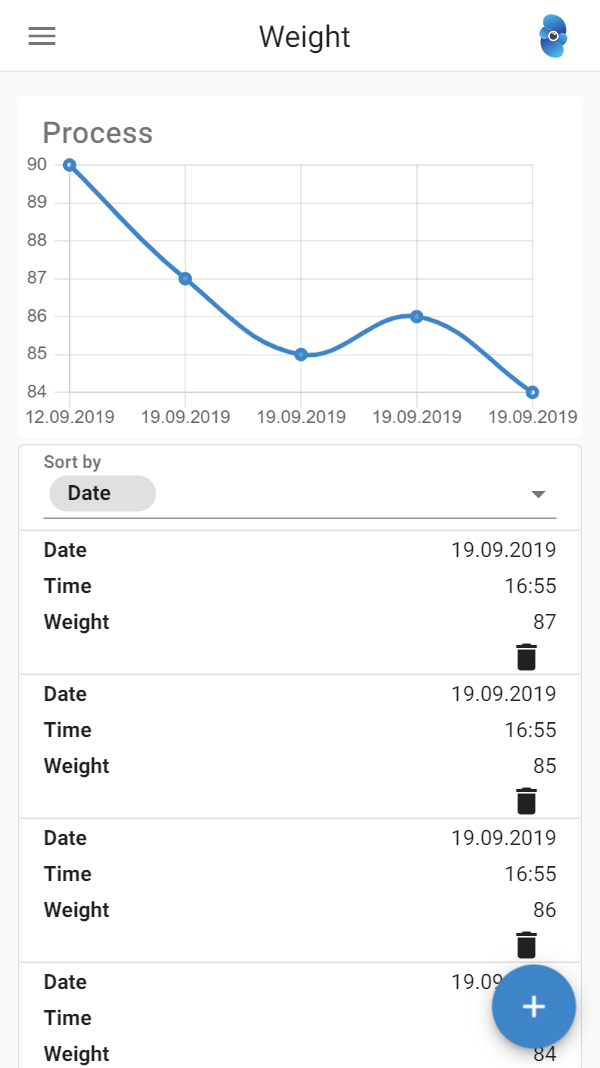 Weight
Process
90
89
88
87
86
85
84
12.09.2019 19.09.2019 19.09.2019 19.09.2019 19.09.2019
Sort by
Date
Date 19.09.2019
Time 16:55
Weight 87
Date 19.09.2019
Time 16:55
Weight 85
Date 19.09.2019
Time 16:55
Weight 86
Date 19.09
Time
Weight 84